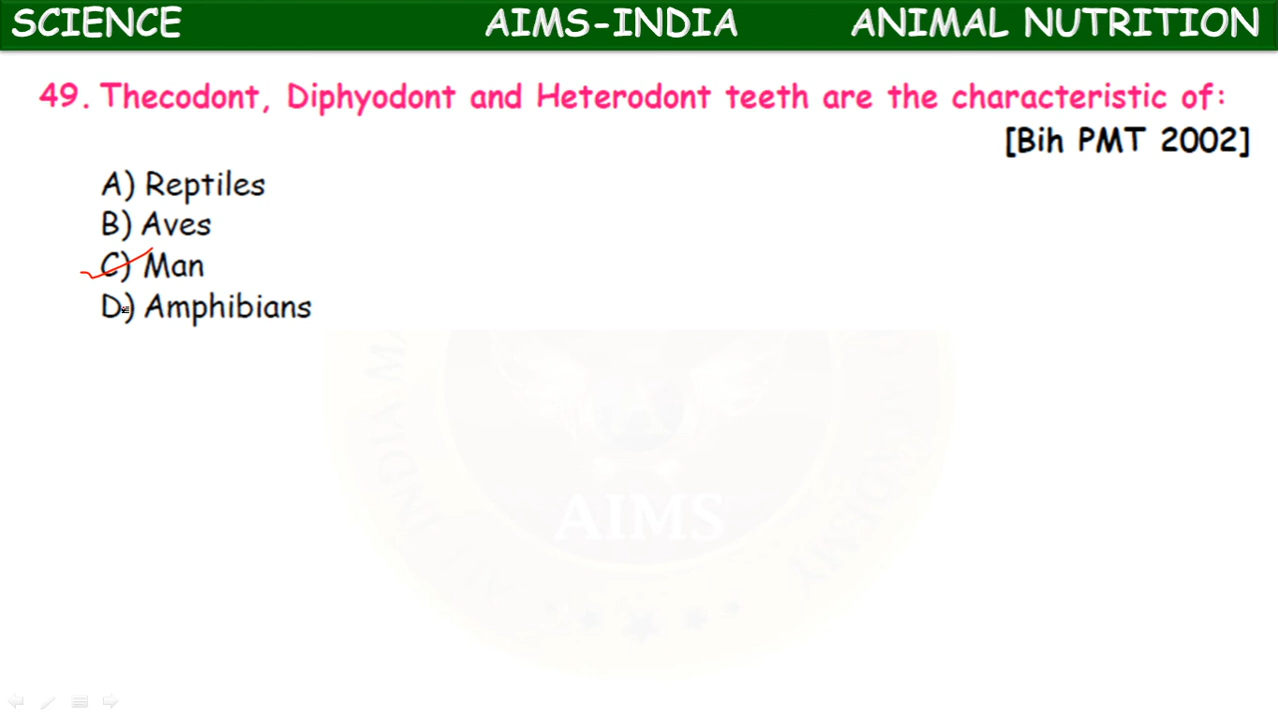 SCIENCE AIMS-INDIA ANIMAL NUTRITION
49. Thecodont, Diphyodont and Heterodont teeth are the characteristic of:
[Bih PMT 2002]
A) Reptiles
B) Aves
C) Man
D) Amphibians
AIMS